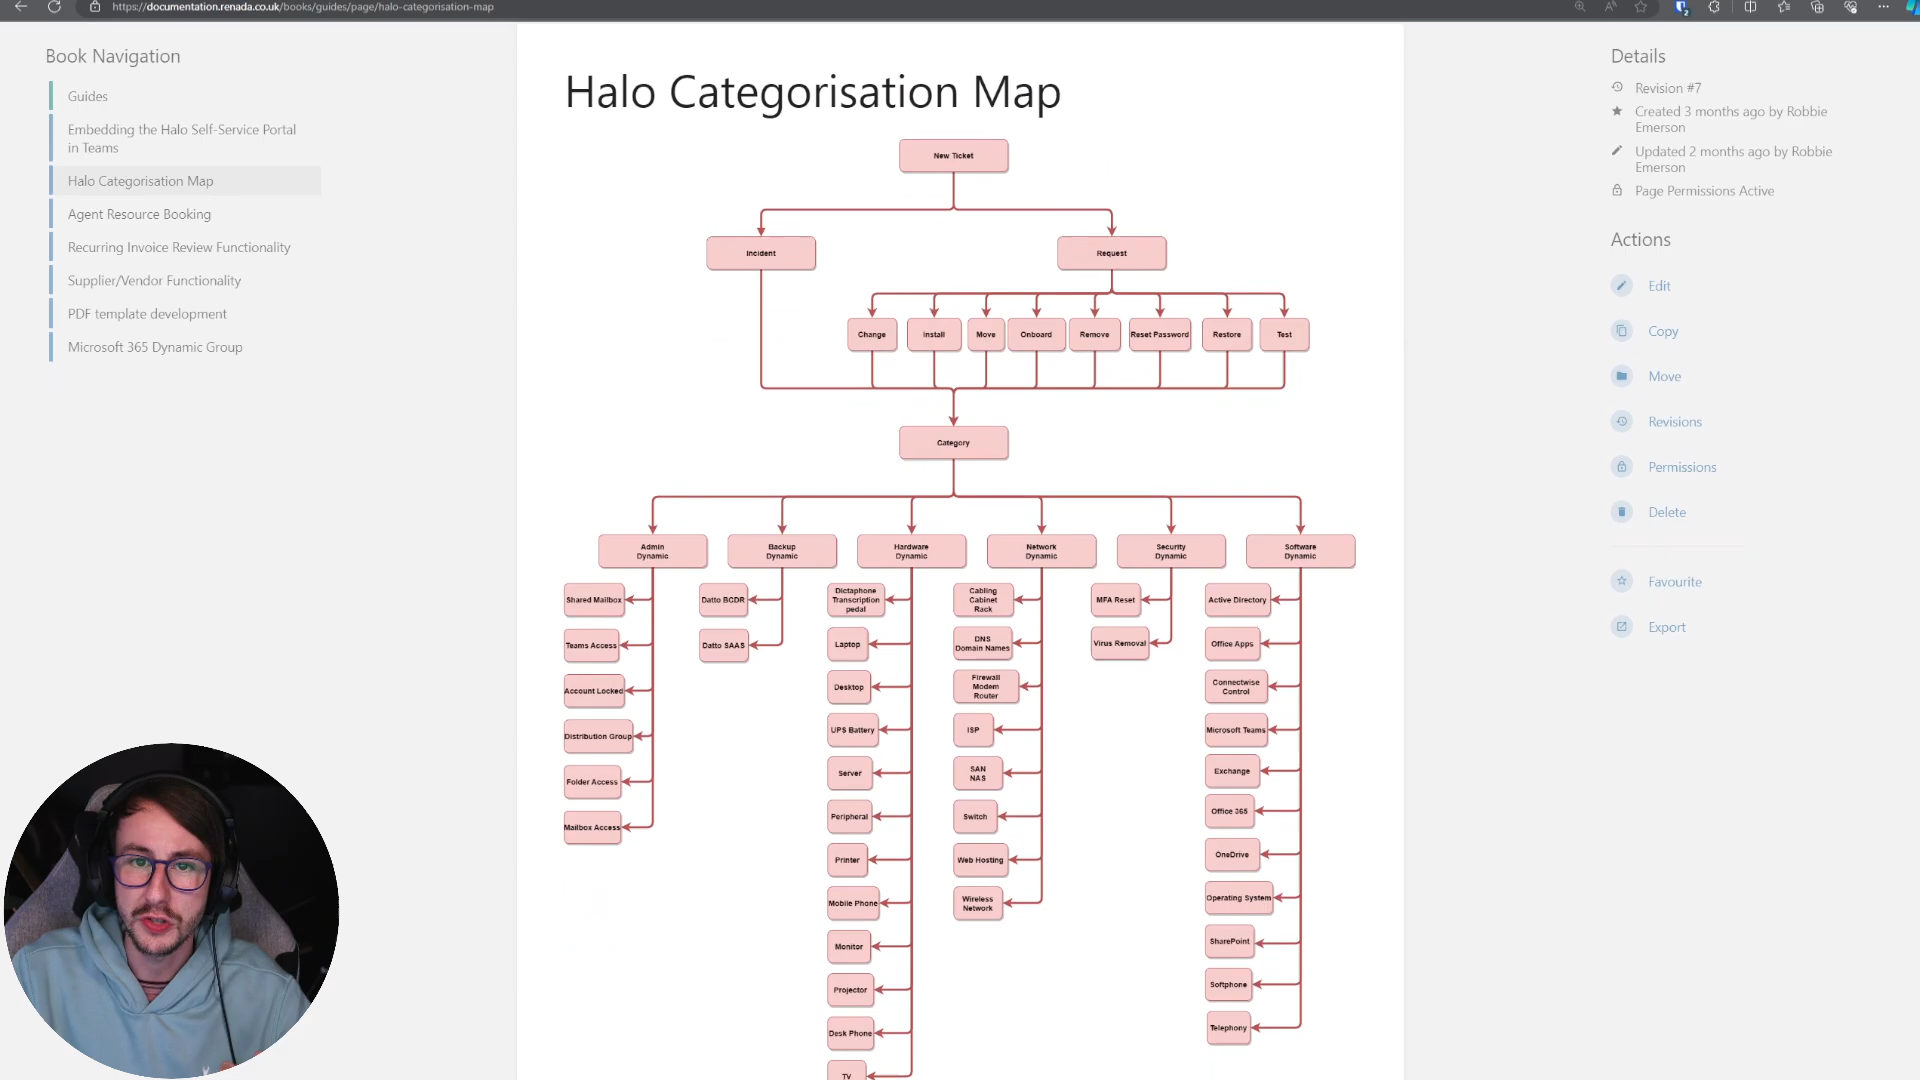 https://documentation.renada.co.uk/books/guides/page/halo-categorisation-map
Book Navigation
Guides
Embedding the Halo Self-Service Portal
in Teams
Halo Categorisation Map
Agent Resource Booking
Recurring Invoice Review Functionality
Supplier/Vendor Functionality
PDF template development
Microsoft 365 Dynamic Group
Halo Categorisation Map
New Ticket
Incident
Request
Change
Install
Move
Onboard
Remove
Reset Password
Restore
Test
Category
Admin
Dynamic
Backup
Dynamic
Hardware
Dynamic
Network
Dynamic
Security
Dynamic
Software
Dynamic
Shared Mailbox
Teams Access
Account Locked
Distribution Group
Folder Access
Mailbox Access
Datto BCDR
Datto SAAS
Dictaphone
Transcription
pedal
Laptop
Desktop
UPS Battery
Server
Peripheral
Printer
Mobile Phone
Monitor
Projector
Desk Phone
TV
Cabling
Cabinet
Rack
DNS
Domain Names
Firewall
Modem
Router
ISP
SAN
NAS
Switch
Web Hosting
Wireless
Network
MFA Reset
Virus Removal
Active Directory
Office Apps
Connectwise
Control
Microsoft Teams
Exchange
Office 365
OneDrive
Operating System
SharePoint
Softphone
Telephony
Details
Revision #7
Created 3 months ago by Robbie
Emerson
Updated 2 months ago by Robbie
Emerson
Page Permissions Active
Actions
Edit
Copy
Move
Revisions
Permissions
Delete
Favourite
Export